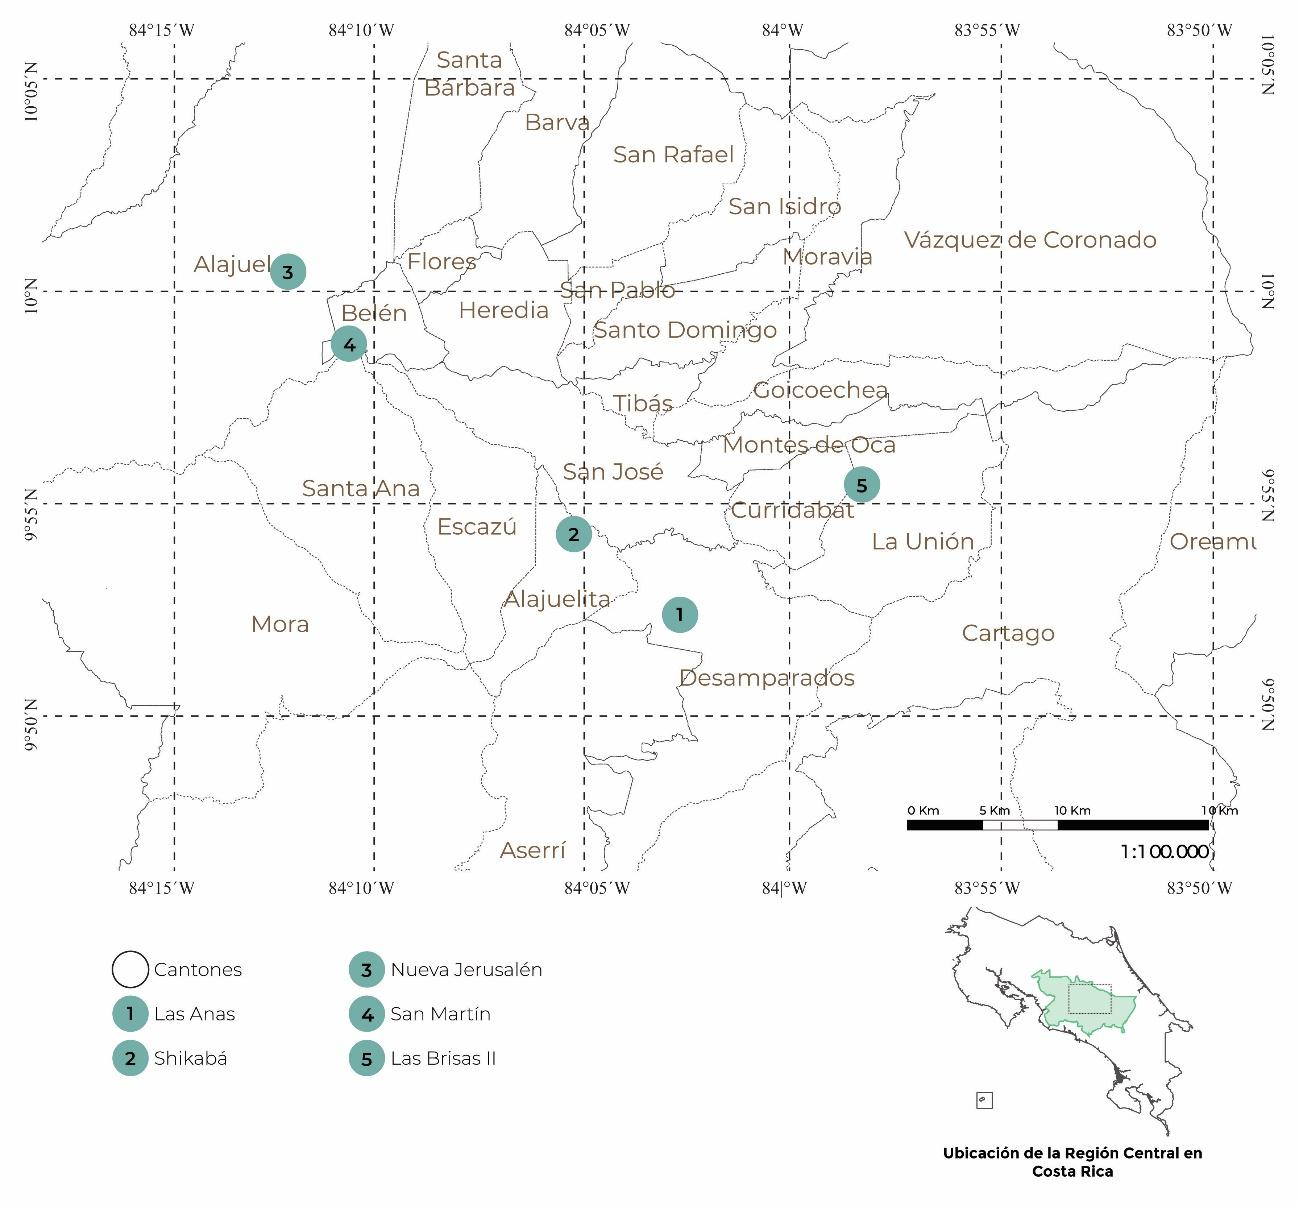 84°15´W 84°10´W 84°05´W 84°W 83°55´W 83°50´W
10°05´N
10°05´N
Santa
Bárbara
Barva
San Rafael
San Isidro
Vázquez de Coronado
Moravia
Alajuel
3
Flores
10°N
San Pablo
10°N
Belén
Heredia
Santo Domingo
4
Tibás
Goicoechea
Montes de Oca
San José
5
Santa Ana
9°55´N
Curridabat
9°55´N
Escazú
2
La Unión
Oreamu
Alajuelita
1
Mora
Cartago
Desamparados
9°50´N
9°50´N
0 Km 5 Km 10 Km 10 Km
1:100.000
Aserrí
84°15´W 84°10´W 84°05´W 84°W 83°55´W 83°50´W
Cantones
1 Las Anas
2 Shikabá
3 Nueva Jerusalén
4 San Martín
5 Las Brisas II
Ubicación de la Región Central en
Costa Rica